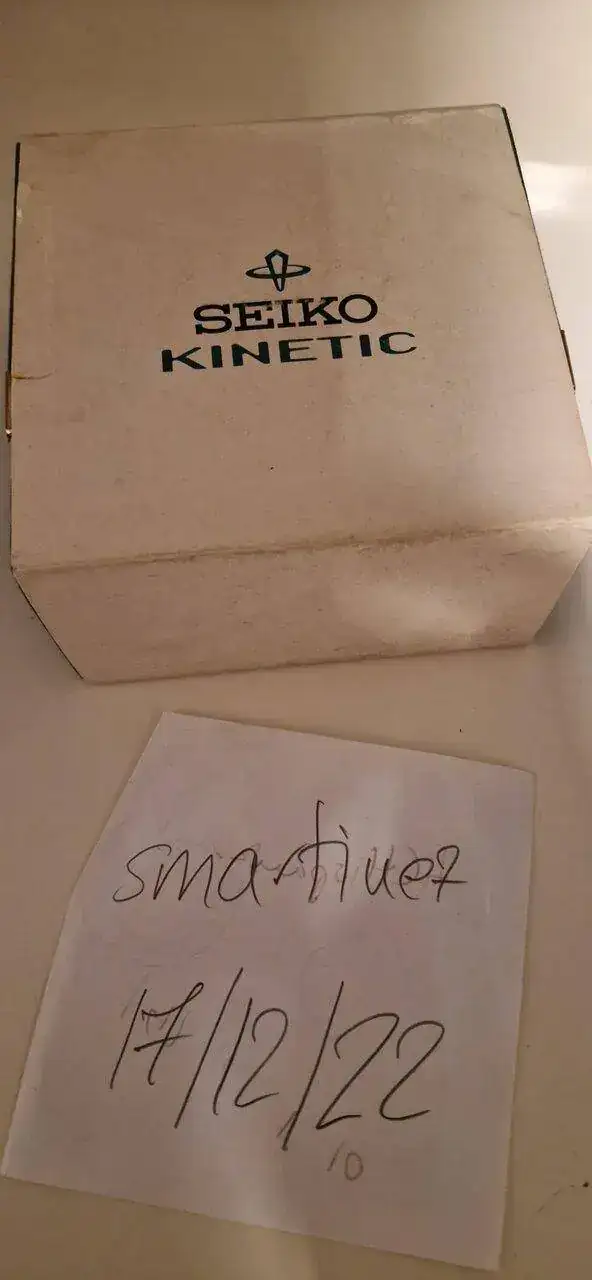 SEIKO
KINETIC
smartinez
17/12/22
10